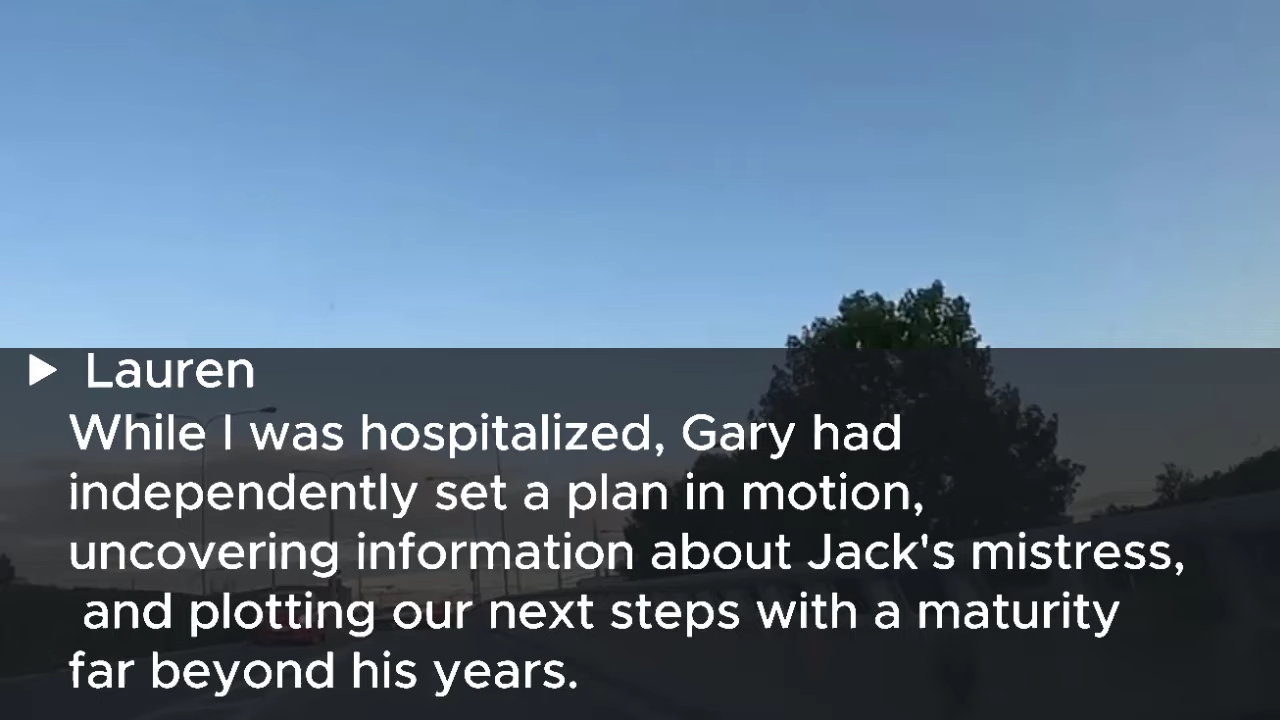 Lauren
While I was hospitalized, Gary had
independently set a plan in motion,
uncovering information about Jack's mistress,
and plotting our next steps with a maturity
far beyond his years.